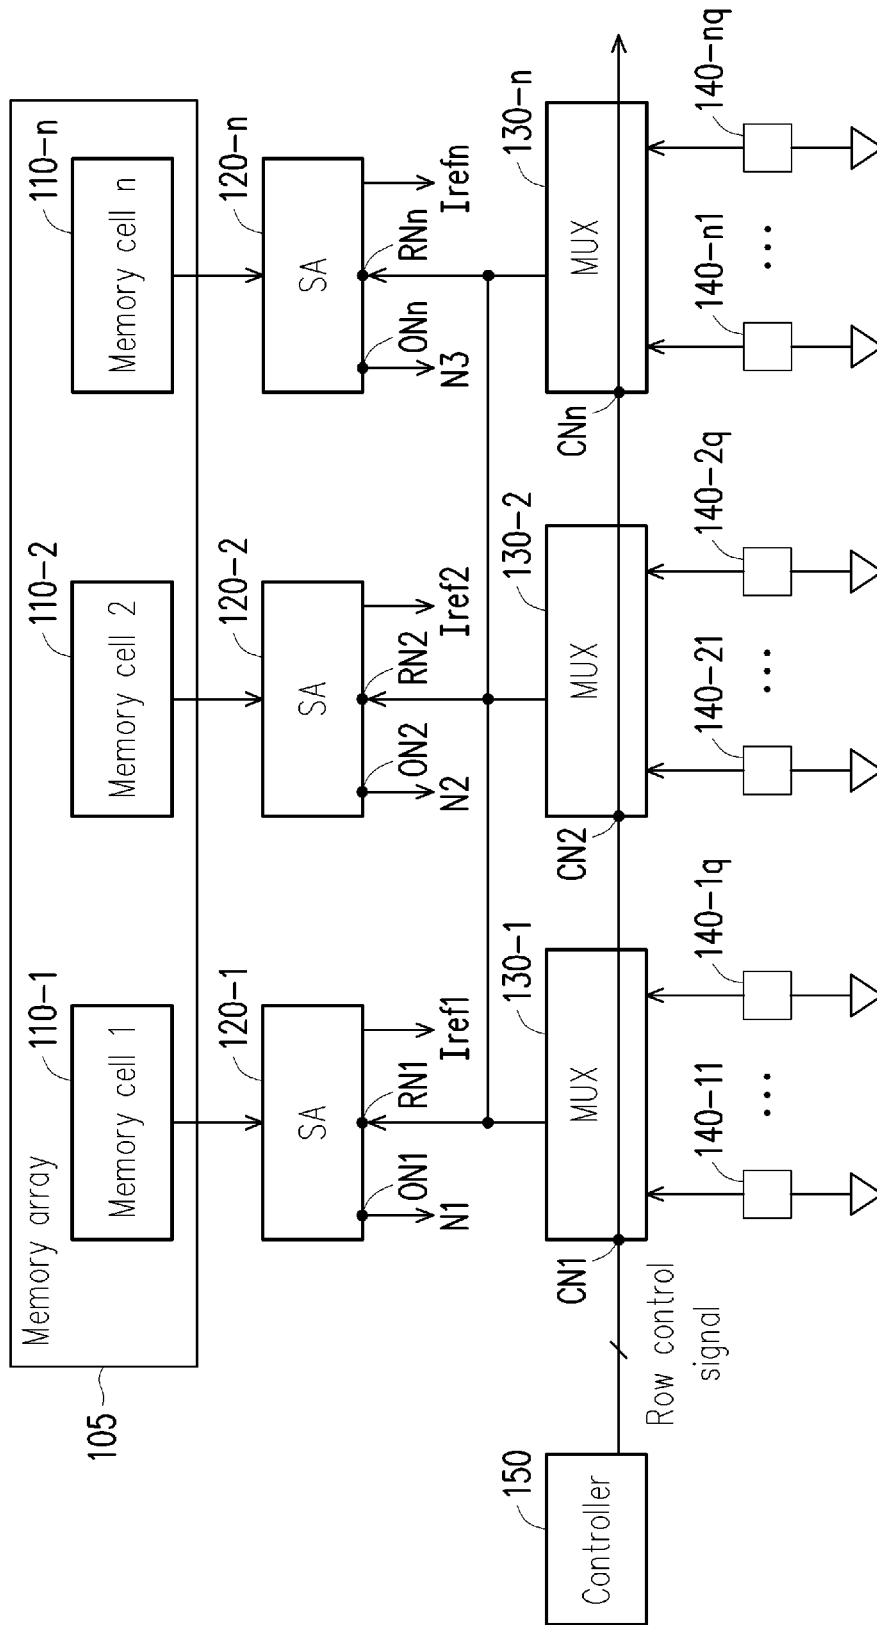 Memory array
105
110-1
110-2
110-n
Memory cell 1
Memory cell 2
Memory cell n
120-1
120-2
120-n
SA
SA
SA
ON1
RN1
ON2
RN2
ONn
RNn
N1
Iref1
N2
Iref2
N3
Irefn
150
130-1
130-2
130-n
Controller
MUX
MUX
MUX
CN1
CN2
CNn
Row control
signal
140-11
140-1q
140-21
140-2q
140-n1
140-nq
...
...
...